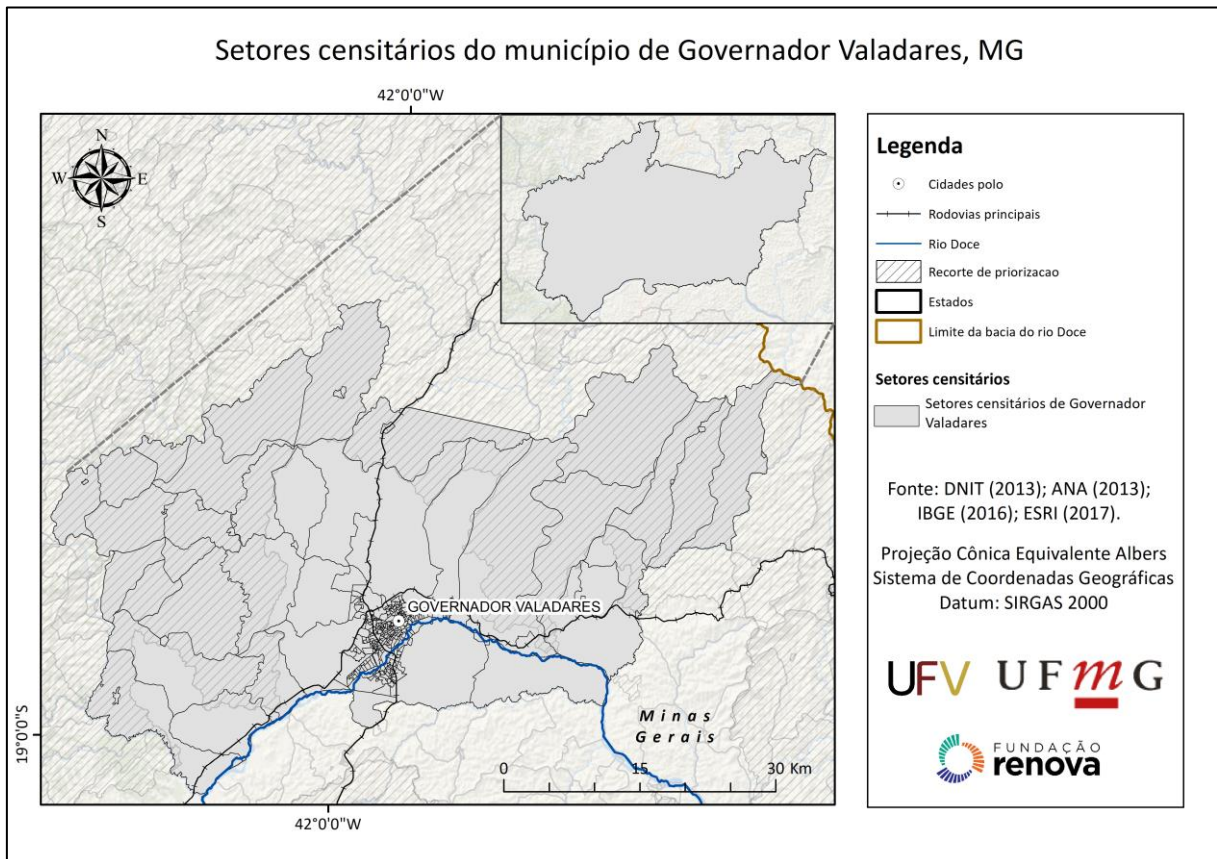 Setores censitários do município de Governador Valadares, MG
42°0'0"W
N
W
E
S
GOVERNADOR VALADARES
Minas
Gerais
0
15
30 Km
19°0'0"S
42°0'0"W
Legenda
Cidades polo
Rodovias principais
Rio Doce
Recorte de priorizacao
Estados
Limite da bacia do rio Doce
Setores censitários
Setores censitários de Governador
Valadares
Fonte: DNIT (2013); ANA (2013);
IBGE (2016); ESRI (2017).
Projeção Cônica Equivalente Albers
Sistema de Coordenadas Geográficas
Datum: SIRGAS 2000
UFV
UFmG
FUNDAÇÃO
renova